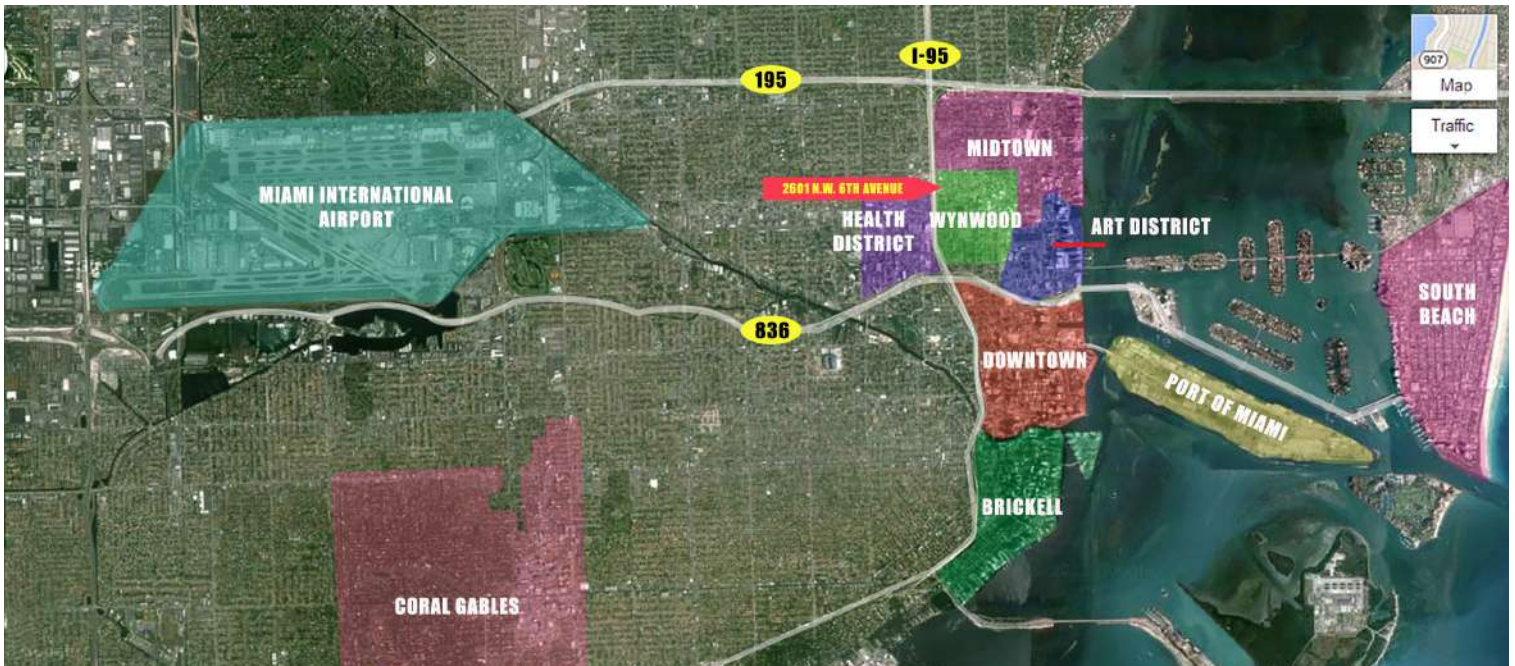 I-95
907
Map
195
Traffic
MIDTOWN
2601 N.W. 6TH AVENUE
MIAMI INTERNATIONAL
AIRPORT
HEALTH
DISTRICT
WYNWOOD
ART DISTRICT
SOUTH
BEACH
836
DOWNTOWN
PORT OF MIAMI
BRICKELL
CORAL GABLES